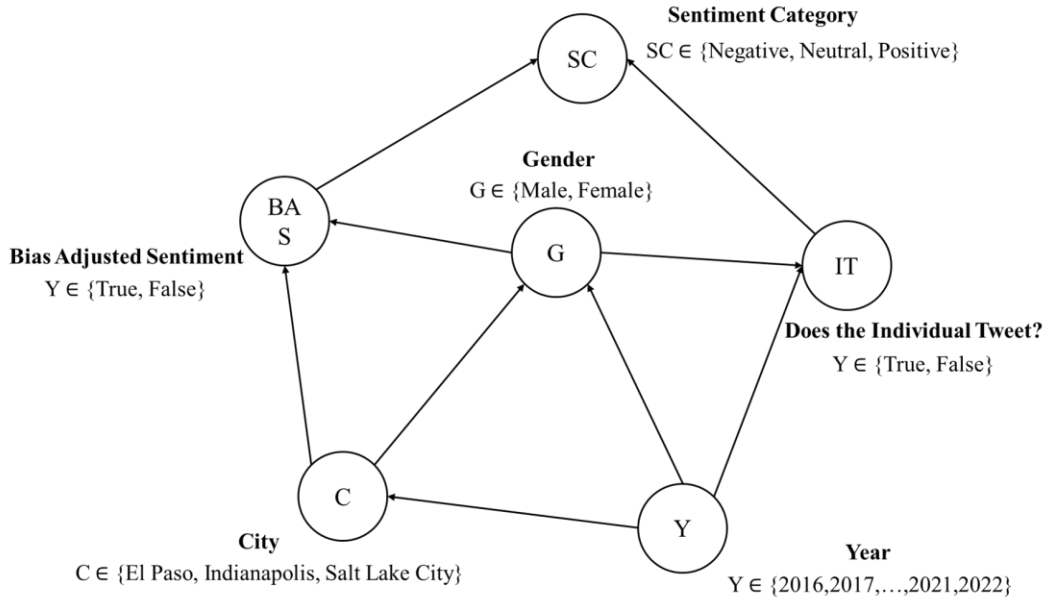 Sentiment Category
SC
SC ∈ {Negative, Neutral, Positive}
Gender
G ∈ {Male, Female}
BA
S
G
IT
Bias Adjusted Sentiment
Y ∈ {True, False}
Does the Individual Tweet?
Y ∈ {True, False}
C
Y
City
C ∈ {El Paso, Indianapolis, Salt Lake City}
Year
Y ∈ {2016,2017,…,2021,2022}